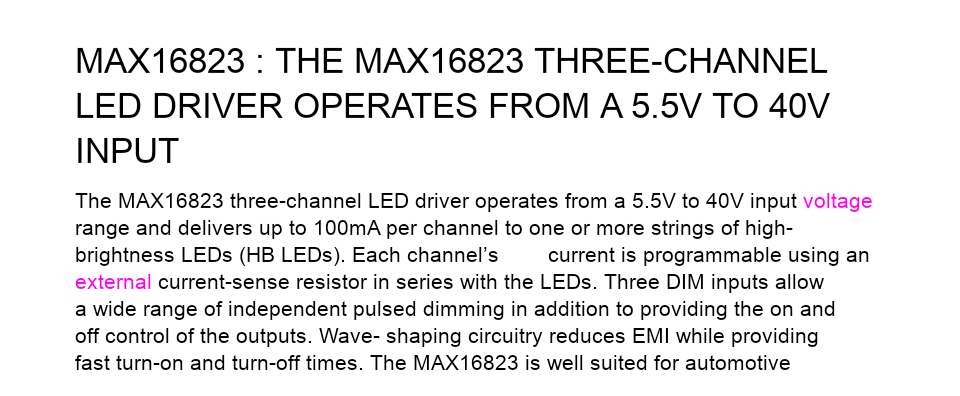 MAX16823 : THE MAX16823 THREE-CHANNEL
LED DRIVER OPERATES FROM A 5.5V TO 40V
INPUT
The MAX16823 three-channel LED driver operates from a 5.5V to 40V input voltage
range and delivers up to 100mA per channel to one or more strings of high-
brightness LEDs (HB LEDs). Each channel’s current is programmable using an
external current-sense resistor in series with the LEDs. Three DIM inputs allow
a wide range of independent pulsed dimming in addition to providing the on and
off control of the outputs. Wave- shaping circuitry reduces EMI while providing
fast turn-on and turn-off times. The MAX16823 is well suited for automotive